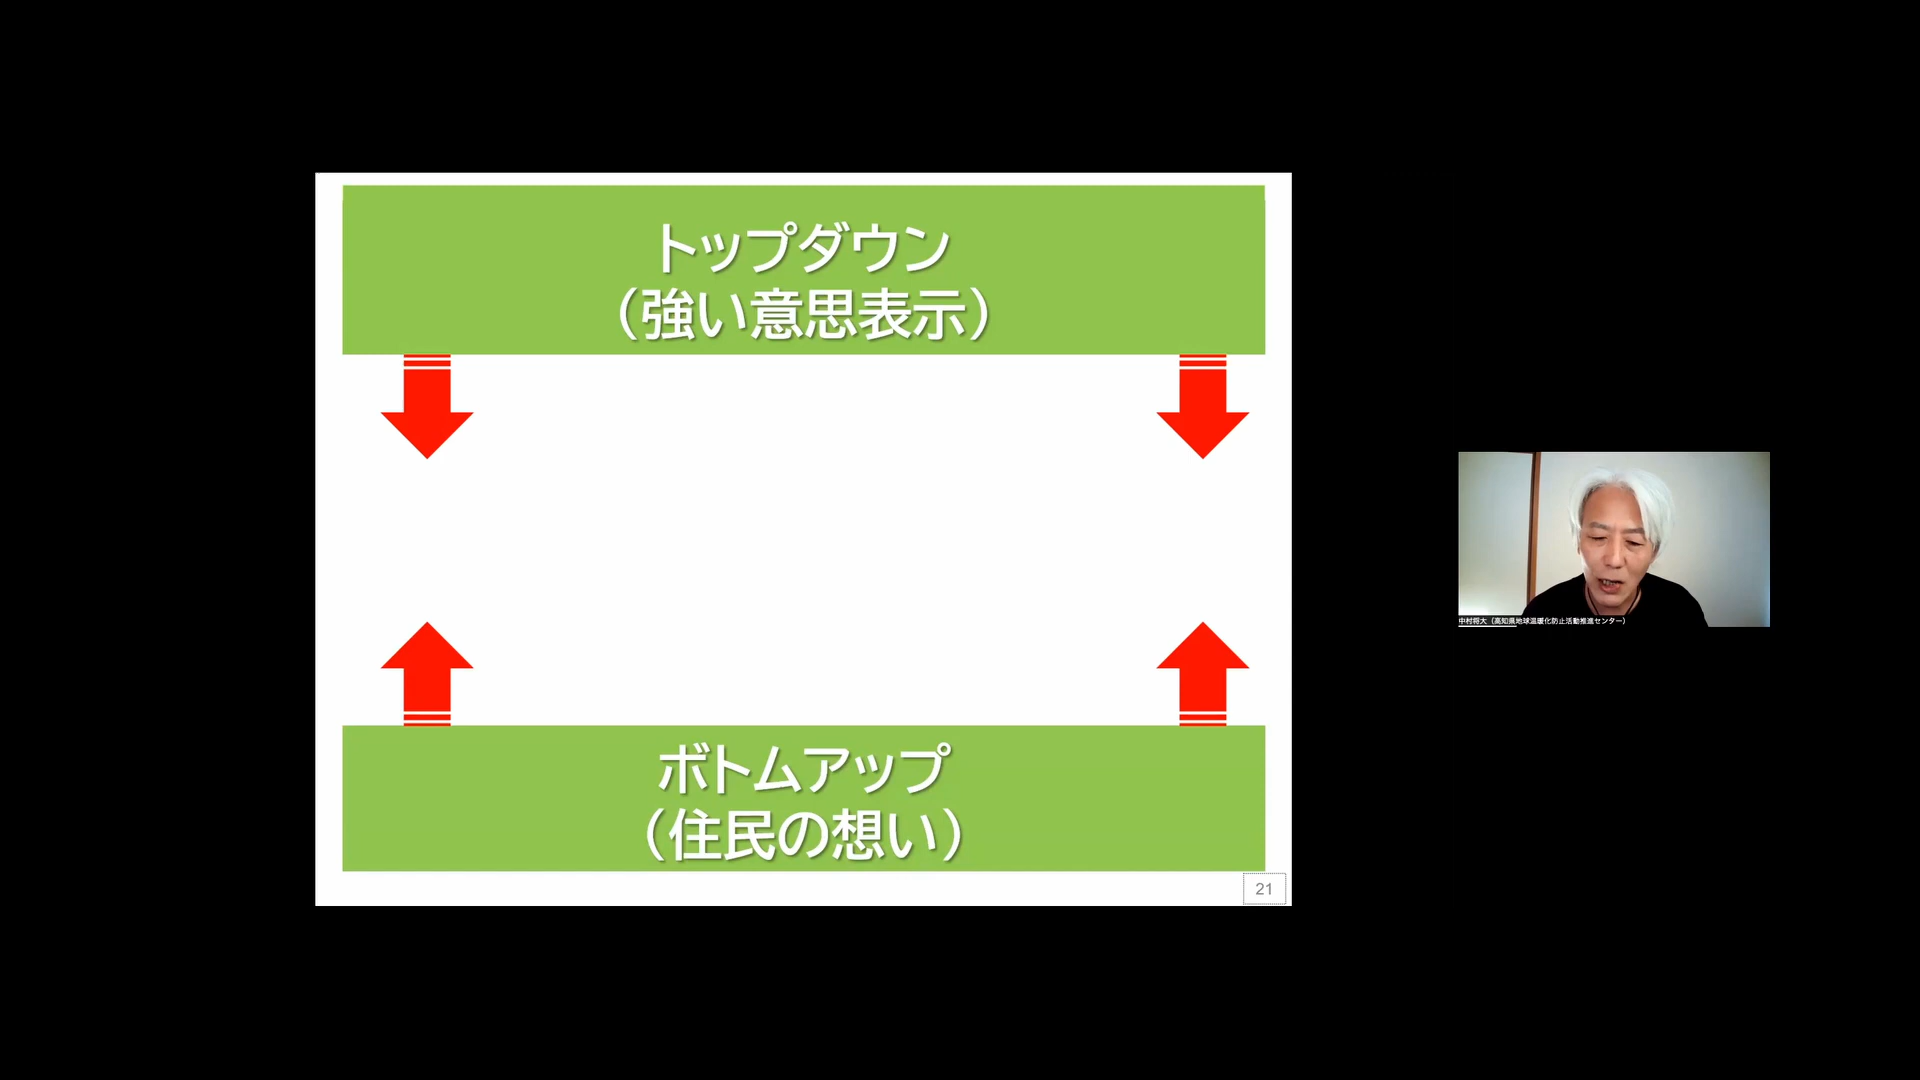 トップダウン
（強い意思表示）
ボトムアップ
（住民の想い）
21
中村将大（高知県地球温暖化防止活動推進センター）